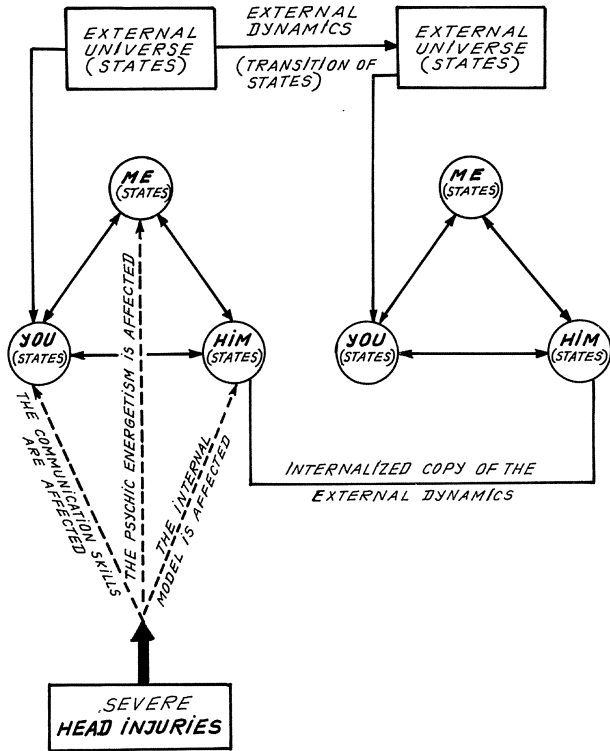 EXTERNAL
UNIVERSE
(STATES)
EXTERNAL
DYNAMICS
(TRANSITION OF
STATES)
EXTERNAL
UNIVERSE
(STATES)
ME
(STATES)
ME
(STATES)
YOU
(STATES)
HIM
(STATES)
YOU
(STATES)
HIM
(STATES)
THE COMMUNICATION SKILLS
ARE AFFECTED
THE PSYCHIC ENERGETISM IS AFFECTED
THE INTERNAL
MODEL IS AFFECTED
INTERNALIZED COPY OF THE
EXTERNAL DYNAMICS
SEVERE
HEAD INJURIES